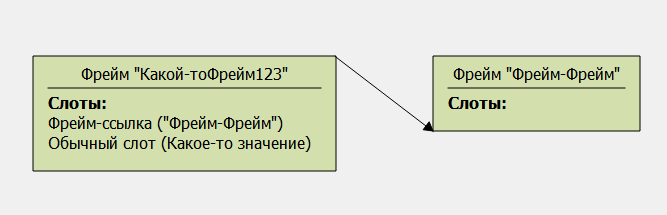 Фрейм "Какой-тоФрейм123"
Слоты:
Фрейм-ссылка ("Фрейм-Фрейм")
Обычный слот (Какое-то значение)
Фрейм "Фрейм-Фрейм"
Слоты: